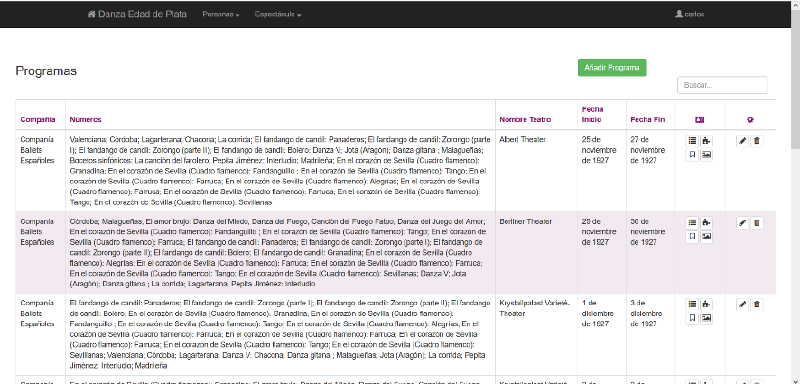 Danza Edad de Plata Personas Espectáculo carlos
Programas
Añadir Programa
Buscar...
Compañía Números Nombre Teatro Fecha Inicio Fecha Fin
Compañía Ballets Españoles
Valenciana; Córdoba; Lagarterana; Chacona; La corrida; El fandango de candil: Panaderos; El fandango de candil: Zorongo (parte
I); El fandango de candil: Zorongo (parte II); El fandango de candil: Bolero; Danza V; Jota (Aragón); Danza gitana ; Malagueñas;
Bocetos sinfónicos: La canción del farolero; Pepita Jiménez: Interludio; Madrileña; En el corazón de Sevilla (Cuadro flamenco):
Granadina; En el corazón de Sevilla (Cuadro flamenco): Fandanguillo ; En el corazón de Sevilla (Cuadro flamenco): Tango; En el
corazón de Sevilla (Cuadro flamenco): Farruca; En el corazón de Sevilla (Cuadro flamenco): Alegrías; En el corazón de Sevilla
(Cuadro flamenco): Farruca; En el corazón de Sevilla (Cuadro flamenco): Farruca; En el corazón de Sevilla (Cuadro flamenco):
Tango; En el corazón de Sevilla (Cuadro flamenco): Sevillanas
Albert Theater
25 de noviembre de 1927
27 de noviembre de 1927
Compañía Ballets Españoles
Córdoba; Malagueñas; El amor brujo: Danza del Miedo, Danza del Fuego, Canción del Fuego Fatuo, Danza del Juego del Amor;
En el corazón de Sevilla (Cuadro flamenco): Fandanguillo ; En el corazón de Sevilla (Cuadro flamenco): Tango; En el corazón de
Sevilla (Cuadro flamenco): Farruca; El fandango de candil: Panaderos; El fandango de candil: Zorongo (parte I); El fandango de
candil: Zorongo (parte II); El fandango de candil: Bolero; El fandango de candil: Granadina; En el corazón de Sevilla (Cuadro
flamenco): Alegrías; En el corazón de Sevilla (Cuadro flamenco): Farruca; En el corazón de Sevilla (Cuadro flamenco): Farruca;
En el corazón de Sevilla (Cuadro flamenco): Tango; En el corazón de Sevilla (Cuadro flamenco): Sevillanas; Danza V; Jota
(Aragón); Danza gitana ; La corrida; Lagarterana; Pepita Jiménez: Interludio
Berliner Theater
29 de noviembre de 1927
30 de noviembre de 1927
Compañía Ballets Españoles
El fandango de candil: Panaderos; El fandango de candil: Zorongo (parte I); El fandango de candil: Zorongo (parte II); El fandango
de candil: Bolero; En el corazón de Sevilla (Cuadro flamenco): Granadina; En el corazón de Sevilla (Cuadro flamenco):
Fandanguillo ; En el corazón de Sevilla (Cuadro flamenco): Tango; En el corazón de Sevilla (Cuadro flamenco): Alegrías; En el
corazón de Sevilla (Cuadro flamenco): Farruca; En el corazón de Sevilla (Cuadro flamenco): Farruca; En el corazón de Sevilla
(Cuadro flamenco): Farruca; En el corazón de Sevilla (Cuadro flamenco): Tango; En el corazón de Sevilla (Cuadro flamenco):
Sevillanas; Valenciana; Córdoba; Lagarterana; Danza V; Chacona; Danza gitana ; Malagueñas; Jota (Aragón); La corrida; Pepita
Jiménez: Interludio; Madrileña
Krystallpalast Varieté-Theater
1 de diciembre de 1927
3 de diciembre de 1927